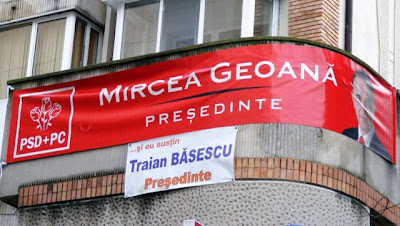 MIRCEA GEOANĂ
PREȘEDINTE
PSD+PC
"...și eu susțin
Traian BĂSESCU
Președinte